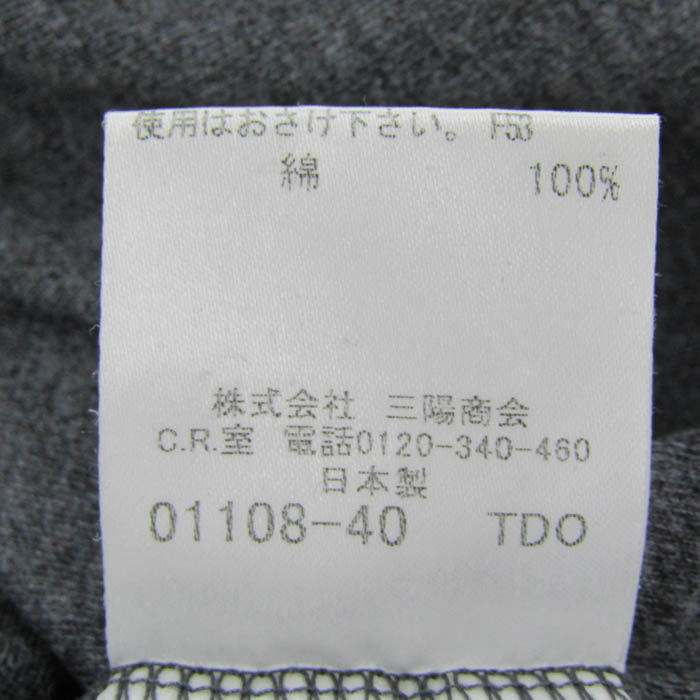 使用はおさけ下さい。 F53
綿 100%
株式会社 三陽商会
C.R.室 電話0120-340-460
日本製
01108-40 TDO